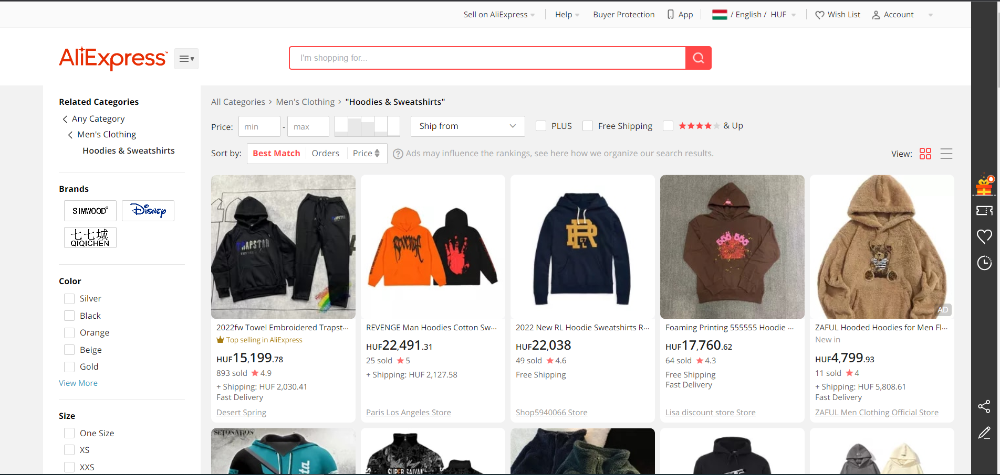 Sell on AliExpress
Help
Buyer Protection
App
/ English / HUF
Wish List
Account
AliExpress™
I'm shopping for...
Related Categories
Any Category
Men's Clothing
Hoodies & Sweatshirts
Brands
SIMWOOD®
DISNEY
七七城
QIQICHEN
Color
Silver
Black
Orange
Beige
Gold
View More
Size
One Size
XS
XXS
All Categories > Men's Clothing > "Hoodies & Sweatshirts"
Price: min - max
Ship from
PLUS
Free Shipping
& Up
Sort by: Best Match Orders Price
? Ads may influence the rankings, see here how we organize our search results.
View:
TRAPSTAR
TRAPSTAR
2022fw Towel Embroidered Trapst...
Top selling in AliExpress
HUF15,199.78
893 sold ★ 4.9
+ Shipping: HUF 2,030.41
Fast Delivery
Desert Spring
REVENGE
REVENGE Man Hoodies Cotton Sw...
HUF22,491.31
25 sold ★ 5
+ Shipping: HUF 2,127.58
Paris Los Angeles Store
RL
67
2022 New RL Hoodie Sweatshirts R...
HUF22,038
49 sold ★ 4.6
Free Shipping
Shop5940066 Store
555 555
Foaming Printing 555555 Hoodie ...
HUF17,760.62
64 sold ★ 4.3
Free Shipping
Fast Delivery
Lisa discount store Store
AD
ZAFUL Hooded Hoodies for Men Fl...
New in
HUF4,799.93
11 sold ★ 4
+ Shipping: HUF 5,808.61
Fast Delivery
ZAFUL Men Clothing Official Store
SETONATION
SUPER SAIYAN